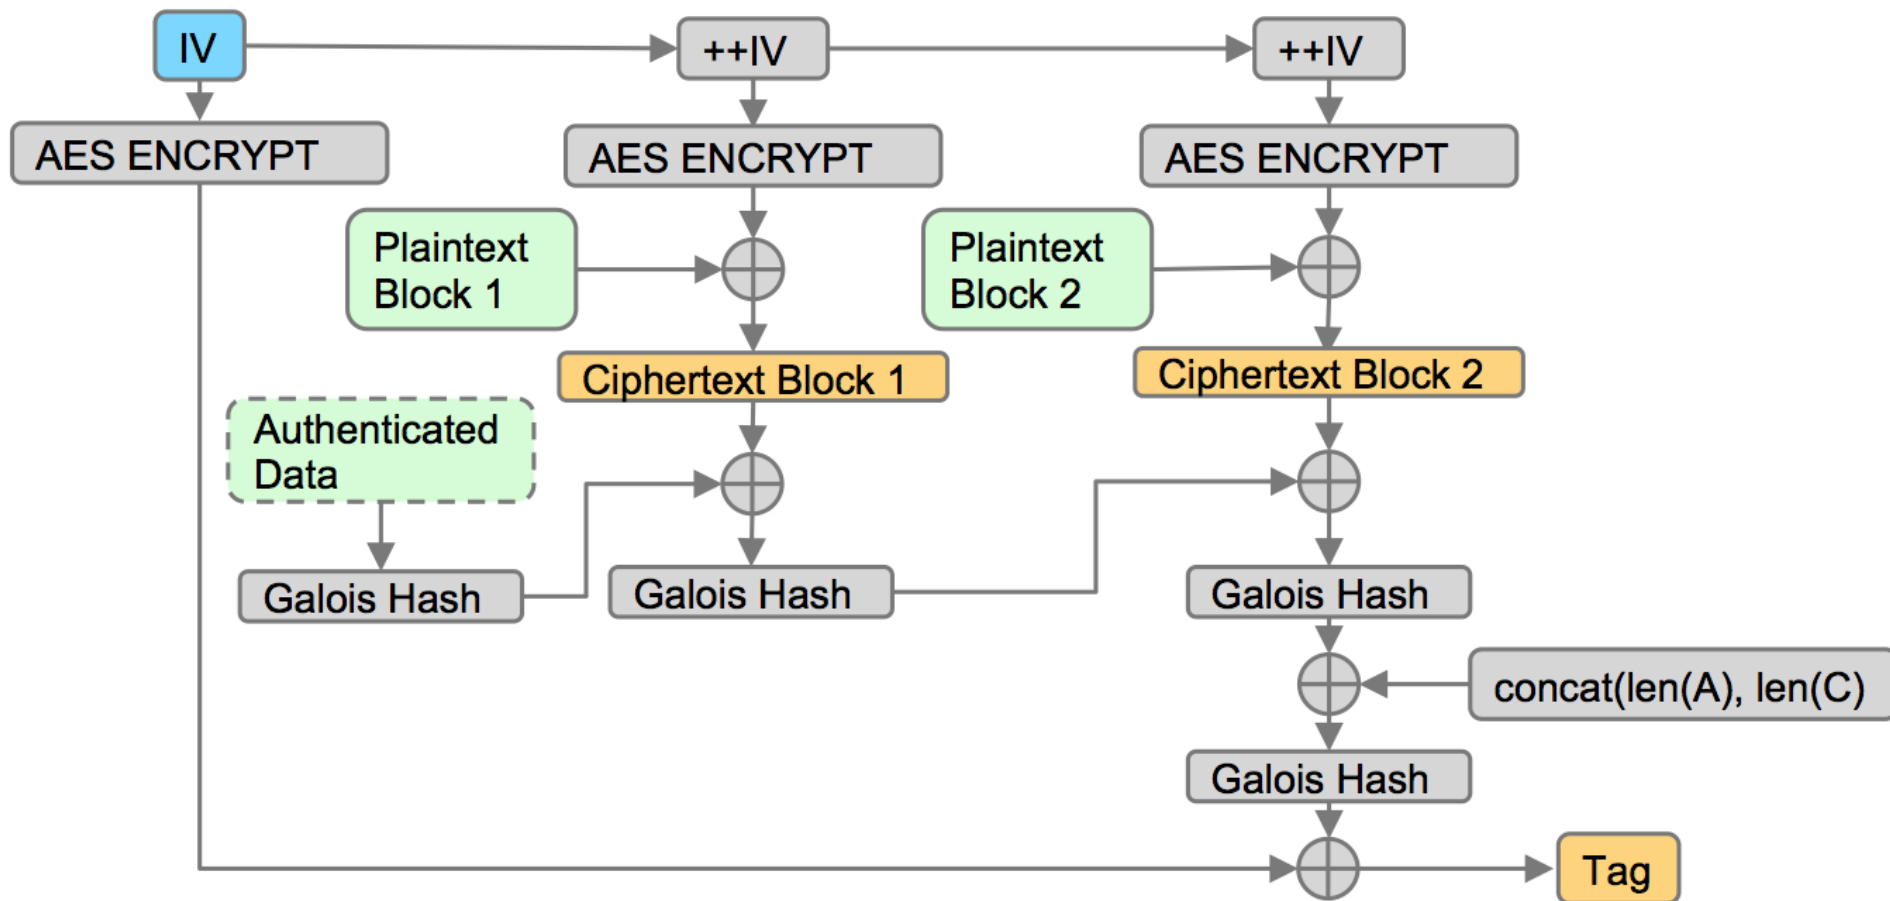 IV
++IV
++IV
AES ENCRYPT
AES ENCRYPT
AES ENCRYPT
Plaintext
Block 1
Plaintext
Block 2
Ciphertext Block 1
Ciphertext Block 2
Authenticated
Data
Galois Hash
Galois Hash
Galois Hash
concat(len(A), len(C)
Galois Hash
Tag